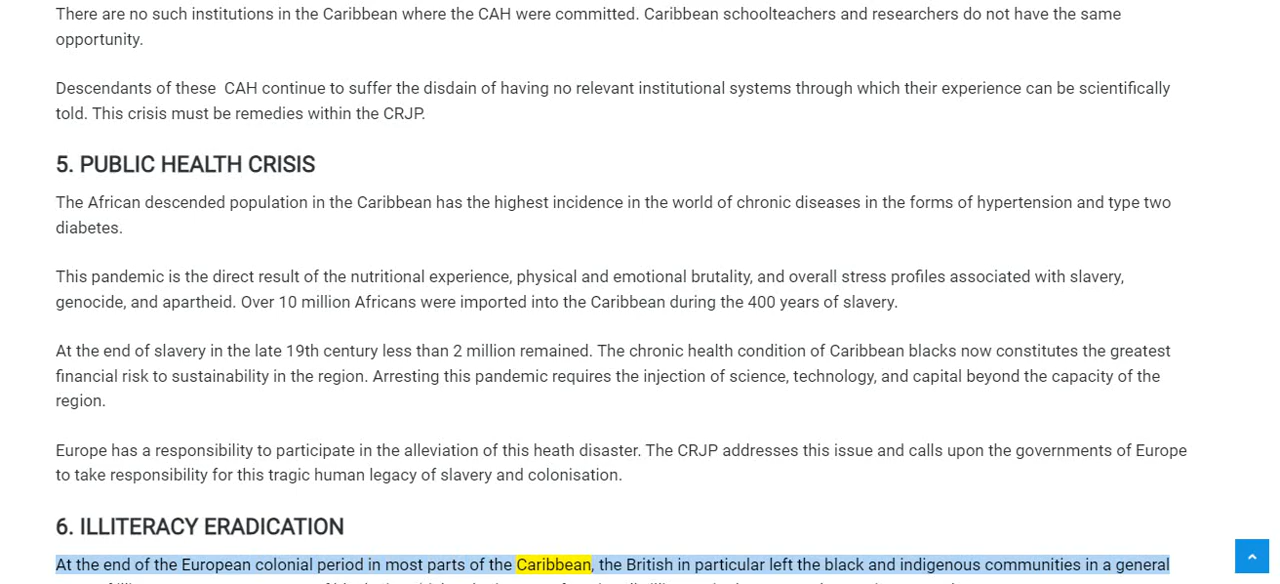 There are no such institutions in the Caribbean where the CAH were committed. Caribbean schoolteachers and researchers do not have the same
opportunity.
Descendants of these  CAH continue to suffer the disdain of having no relevant institutional systems through which their experience can be scientifically
told. This crisis must be remedies within the CRJP.
5. PUBLIC HEALTH CRISIS
The African descended population in the Caribbean has the highest incidence in the world of chronic diseases in the forms of hypertension and type two
diabetes.
This pandemic is the direct result of the nutritional experience, physical and emotional brutality, and overall stress profiles associated with slavery,
genocide, and apartheid. Over 10 million Africans were imported into the Caribbean during the 400 years of slavery.
At the end of slavery in the late 19th century less than 2 million remained. The chronic health condition of Caribbean blacks now constitutes the greatest
financial risk to sustainability in the region. Arresting this pandemic requires the injection of science, technology, and capital beyond the capacity of the
region.
Europe has a responsibility to participate in the alleviation of this heath disaster. The CRJP addresses this issue and calls upon the governments of Europe
to take responsibility for this tragic human legacy of slavery and colonisation.
6. ILLITERACY ERADICATION
At the end of the European colonial period in most parts of the Caribbean, the British in particular left the black and indigenous communities in a general